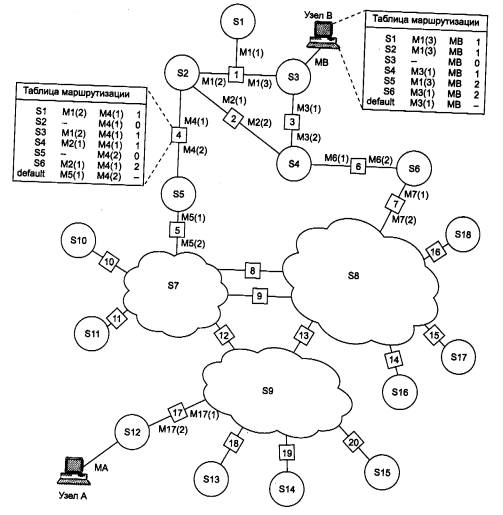 Узел B
Таблица маршрутизации
S1 M1(3) MB 1
S2 M1(3) MB 1
S3 – MB 0
S4 M3(1) MB 1
S5 M1(3) MB 2
S6 M3(1) MB 2
default M3(1) MB –
S1
M1(1)
MB
S2
M1(2)
1
M1(3)
S3
Таблица маршрутизации
S1 M1(2) M4(1) 1
S2 – M4(1) 0
S3 M1(2) M4(1) 1
S4 M2(1) M4(1) 1
S5 – M4(2) 0
S6 M2(1) M4(1) 2
default M5(1) M4(2) –
M2(1)
2
M2(2)
M3(1)
3
M3(2)
M4(1)
4
M4(2)
S4
M6(1)
6
M6(2)
S6
S5
M7(1)
7
M7(2)
M5(1)
5
M5(2)
S10
10
S18
16
S7
8
S8
9
11
S11
12
13
15
S17
14
S16
S9
S12
17
M17(1)
M17(2)
MA
Узел A
18
S13
19
S14
20
S15